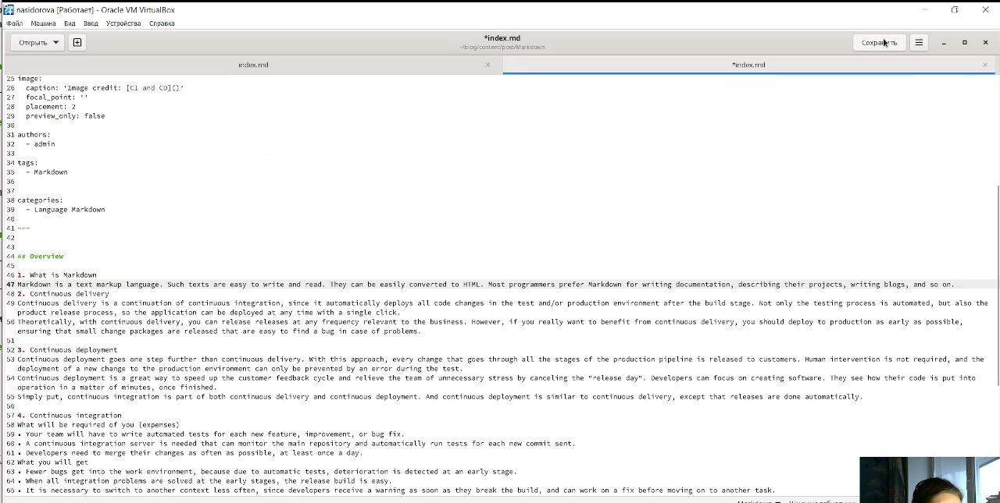 nasidorova [Работает] - Oracle VM VirtualBox
Файл Машина Вид Ввод Устройства Справка
Открыть
*index.md
~/blog/content/post/Markdown
Сохранить
index.md
*index.md
25 image:
26 caption: 'Image credit: [CI and CD]()'
27 focal_point: ''
28 placement: 2
29 preview_only: false
30
31 authors:
32 - admin
33
34 tags:
35 - Markdown
36
37
38 categories:
39 - Language Markdown
40
41 ---
42
43
44 ## Overview
45
46 1. What is Markdown
47 Markdown is a text markup language. Such texts are easy to write and read. They can be easily converted to HTML. Most programmers prefer Markdown for writing documentation, describing their projects, writing blogs, and so on.
48 2. Continuous delivery
49 Continuous delivery is a continuation of continuous integration, since it automatically deploys all code changes in the test and/or production environment after the build stage. Not only the testing process is automated, but also the
product release process, so the application can be deployed at any time with a single click.
50 Theoretically, with continuous delivery, you can release releases at any frequency relevant to the business. However, if you really want to benefit from continuous delivery, you should deploy to production as early as possible,
ensuring that small change packages are released that are easy to find a bug in case of problems.
51
52 3. Continuous deployment
53 Continuous deployment goes one step further than continuous delivery. With this approach, every change that goes through all the stages of the production pipeline is released to customers. Human intervention is not required, and the
deployment of a new change to the production environment can only be prevented by an error during the test.
54 Continuous deployment is a great way to speed up the customer feedback cycle and relieve the team of unnecessary stress by canceling the "release day". Developers can focus on creating software. They see how their code is put into
operation in a matter of minutes, once finished.
55 Simply put, continuous integration is part of both continuous delivery and continuous deployment. And continuous deployment is similar to continuous delivery, except that releases are done automatically.
56
57 4. Continuous integration
58 What will be required of you (expenses)
59 • Your team will have to write automated tests for each new feature, improvement, or bug fix.
60 • A continuous integration server is needed that can monitor the main repository and automatically run tests for each new commit sent.
61 • Developers need to merge their changes as often as possible, at least once a day.
62 What you will get
63 • Fewer bugs get into the work environment, because due to automatic tests, deterioration is detected at an early stage.
64 • When all integration problems are solved at the early stages, the release build is easy.
65 • It is necessary to switch to another context less often, since developers receive a warning as soon as they break the build, and can work on a fix before moving on to another task.